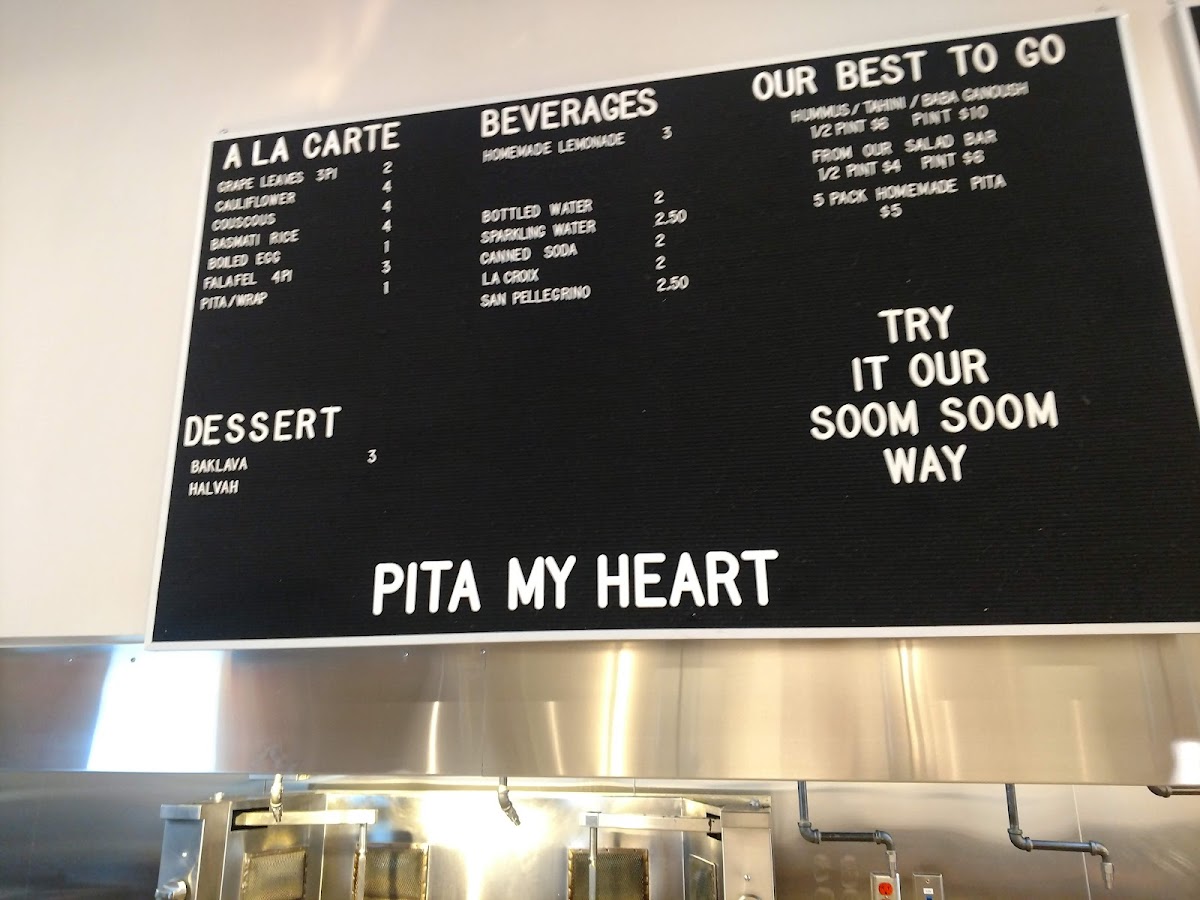 A LA CARTE
GRAPE LEAVES 3PI 2
CAULIFLOWER 4
COUSCOUS 4
BASMATI RICE 4
BOILED EGG 1
FALAFEL 4PI 3
PITA/WRAP 1
DESSERT
BAKLAVA 3
HALVAH
BEVERAGES
HOMEMADE LEMONADE 3
BOTTLED WATER 2
SPARKLING WATER 2.50
CANNED SODA 2
LA CROIX 2
SAN PELLEGRINO 2.50
OUR BEST TO GO
HUMMUS/TAHINI/BABA GANOUSH
1/2 PINT $6 PINT $10
FROM OUR SALAD BAR
1/2 PINT $4 PINT $6
5 PACK HOMEMADE PITA
$5
TRY
IT OUR
SOOM SOOM
WAY
PITA MY HEART